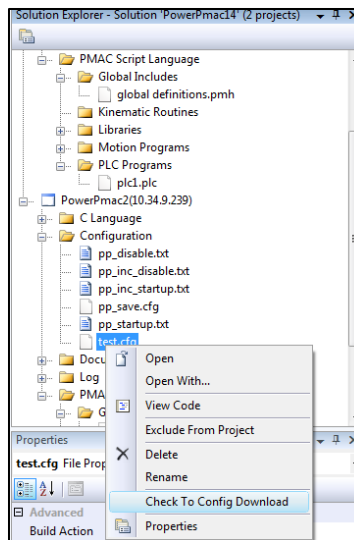 Solution Explorer - Solution 'PowerPmac14' (2 projects)
PMAC Script Language
Global Includes
global definitions.pmh
Kinematic Routines
Libraries
Motion Programs
PLC Programs
plc1.plc
PowerPmac2(10.34.9.239)
C Language
Configuration
pp_disable.txt
pp_inc_disable.txt
pp_inc_startup.txt
pp_save.cfg
pp_startup.txt
test.cfg
Docu
Open
Log
Open With...
PMA
View Code
G
Exclude From Project
Properties
Delete
test.cfg File Prop
Rename
Check To Config Download
Advanced
Properties
Build Action